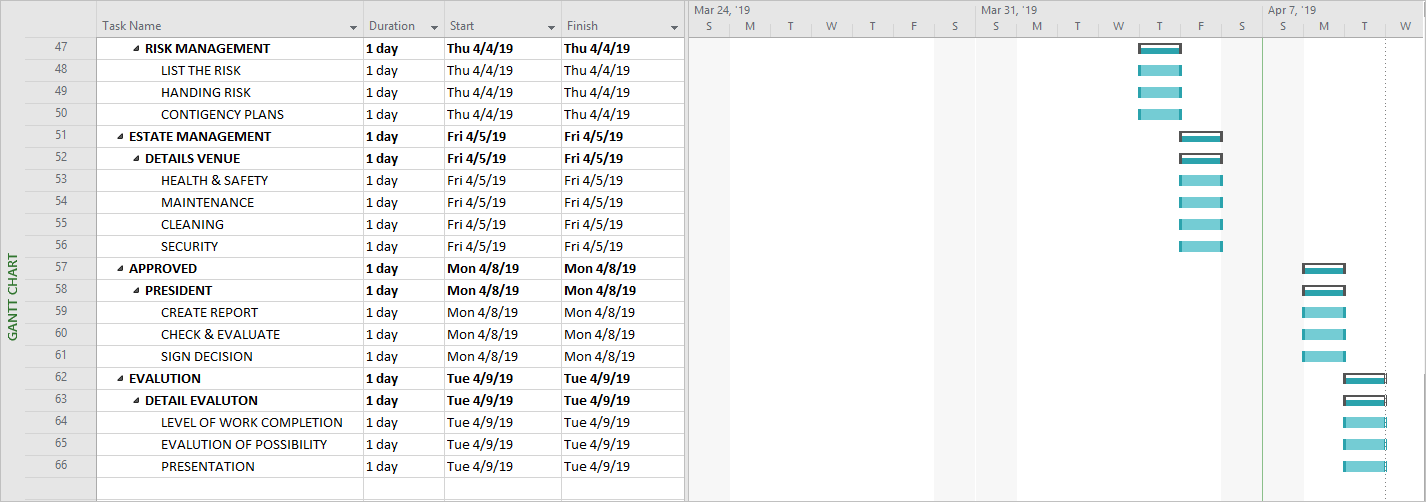 Mar 24, '19 Mar 31, '19 Apr 7, '19
Task Name Duration Start Finish S M T W T F S S M T W T F S S M T W
47 RISK MANAGEMENT 1 day Thu 4/4/19 Thu 4/4/19
48 LIST THE RISK 1 day Thu 4/4/19 Thu 4/4/19
49 HANDING RISK 1 day Thu 4/4/19 Thu 4/4/19
50 CONTIGENCY PLANS 1 day Thu 4/4/19 Thu 4/4/19
51 ESTATE MANAGEMENT 1 day Fri 4/5/19 Fri 4/5/19
52 DETAILS VENUE 1 day Fri 4/5/19 Fri 4/5/19
53 HEALTH & SAFETY 1 day Fri 4/5/19 Fri 4/5/19
54 MAINTENANCE 1 day Fri 4/5/19 Fri 4/5/19
55 CLEANING 1 day Fri 4/5/19 Fri 4/5/19
56 SECURITY 1 day Fri 4/5/19 Fri 4/5/19
57 APPROVED 1 day Mon 4/8/19 Mon 4/8/19
58 PRESIDENT 1 day Mon 4/8/19 Mon 4/8/19
59 CREATE REPORT 1 day Mon 4/8/19 Mon 4/8/19
60 CHECK & EVALUATE 1 day Mon 4/8/19 Mon 4/8/19
61 SIGN DECISION 1 day Mon 4/8/19 Mon 4/8/19
62 EVALUTION 1 day Tue 4/9/19 Tue 4/9/19
63 DETAIL EVALUTON 1 day Tue 4/9/19 Tue 4/9/19
64 LEVEL OF WORK COMPLETION 1 day Tue 4/9/19 Tue 4/9/19
65 EVALUTION OF POSSIBILITY 1 day Tue 4/9/19 Tue 4/9/19
66 PRESENTATION 1 day Tue 4/9/19 Tue 4/9/19
GANTT CHART